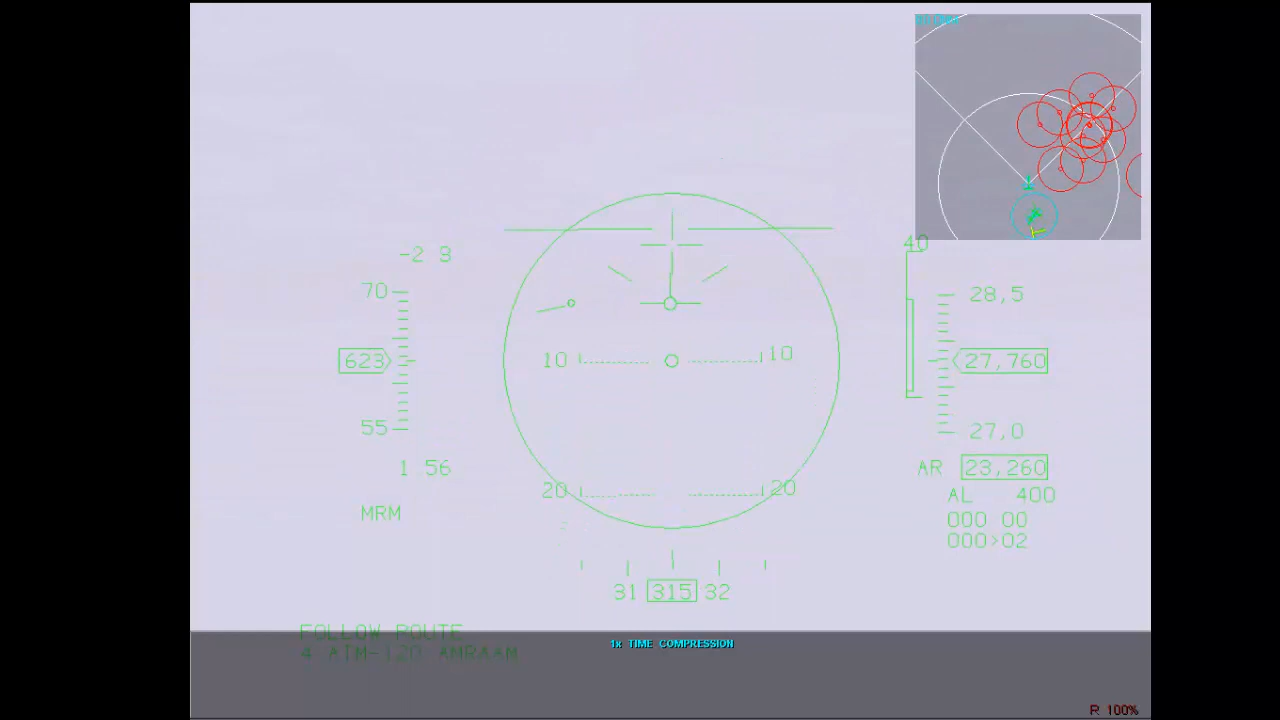 40
-2 3
70
28,5
623
10 10
27,760
55
27,0
1 56
AR 23,260
MRM
20 20
AL 400
000 00
000>02
31 315 32
FOLLOW ROUTE
1x TIME COMPRESSION
4 AIM-120 AMRAAM
R 100%